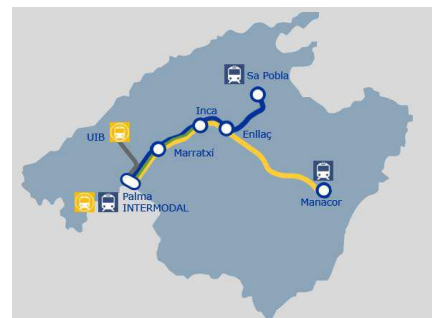 Sa Pobla
Inca
UIB
Enllaç
Marratxí
Palma
INTERMODAL
Manacor